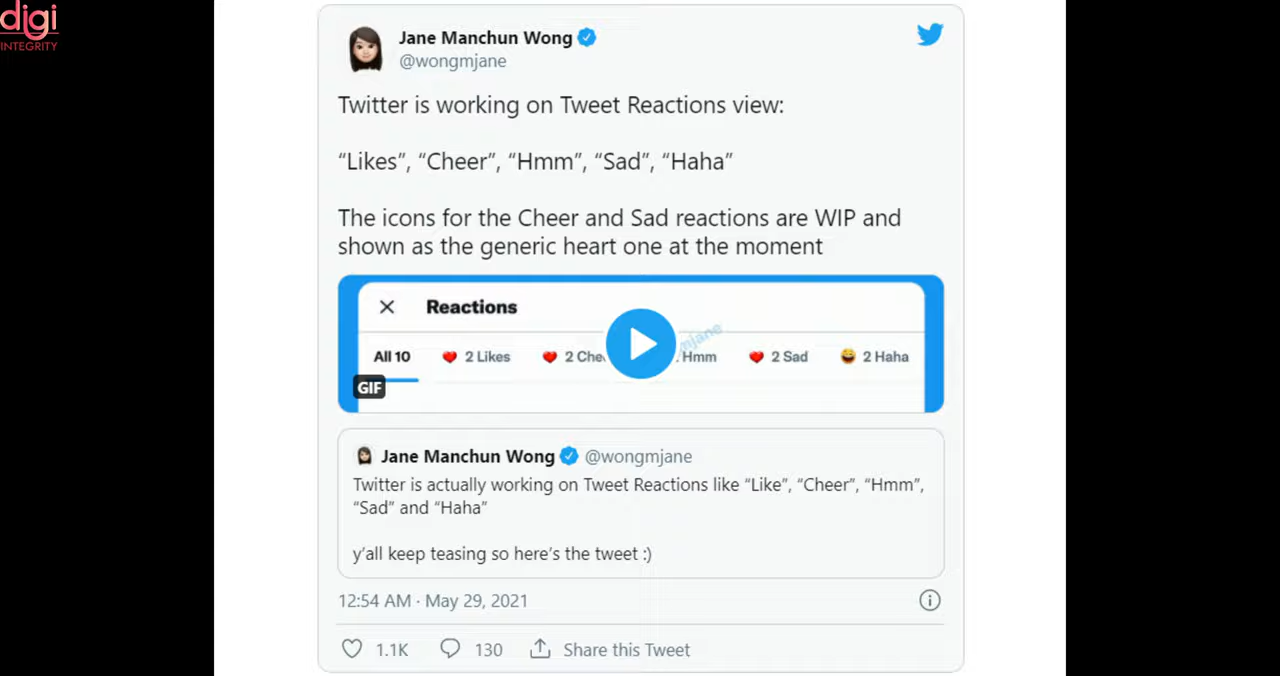 digi
INTEGRITY
Jane Manchun Wong
@wongmjane
Twitter is working on Tweet Reactions view:
“Likes”, “Cheer”, “Hmm”, “Sad”, “Haha”
The icons for the Cheer and Sad reactions are WIP and
shown as the generic heart one at the moment
Reactions
All 10 2 Likes 2 Hmm 2 Sad 2 Haha
GIF
Jane Manchun Wong @wongmjane
Twitter is actually working on Tweet Reactions like “Like”, “Cheer”, “Hmm”,
“Sad” and “Haha”
y’all keep teasing so here’s the tweet :)
12:54 AM · May 29, 2021
1.1K 130 Share this Tweet